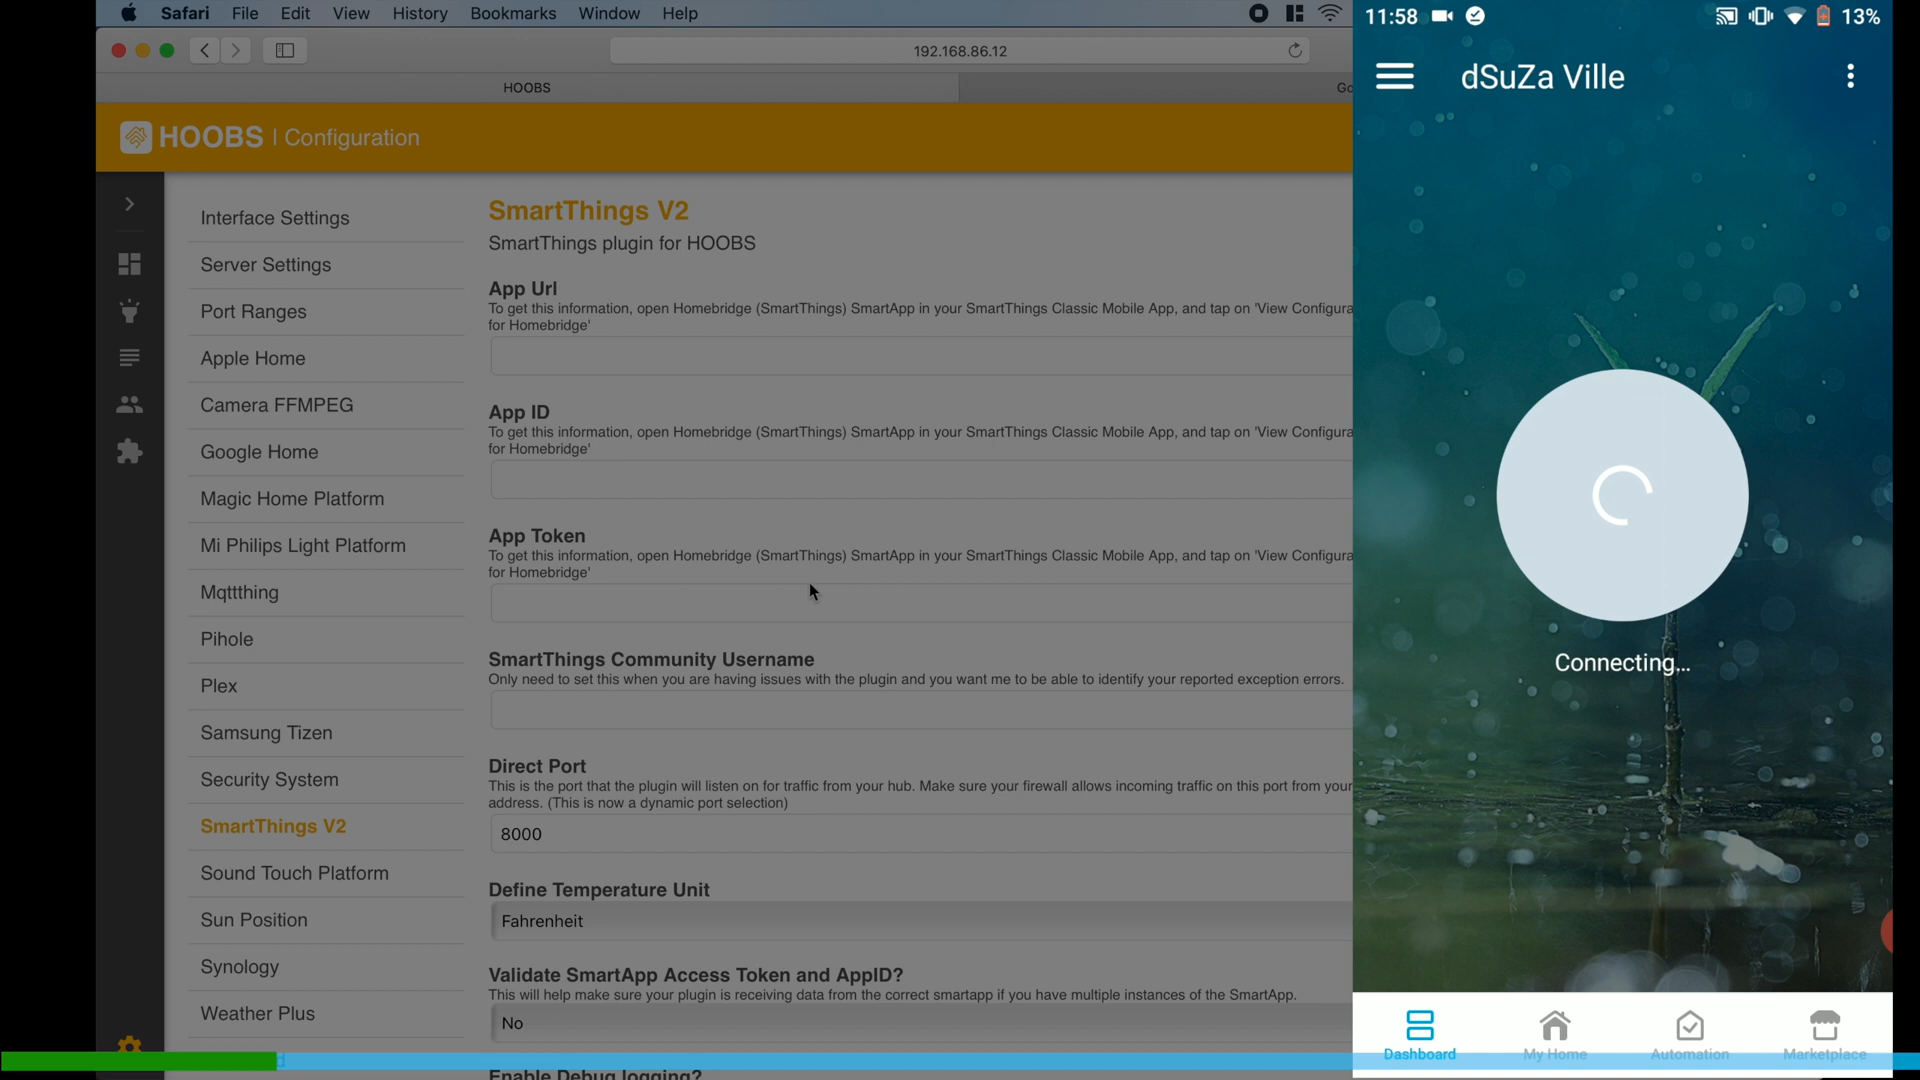 Safari File Edit View History Bookmarks Window Help
192.168.86.12
HOOBS
Go
HOOBS | Configuration
Interface Settings
Server Settings
Port Ranges
Apple Home
Camera FFMPEG
Google Home
Magic Home Platform
Mi Philips Light Platform
Mqttthing
Pihole
Plex
Samsung Tizen
Security System
SmartThings V2
Sound Touch Platform
Sun Position
Synology
Weather Plus
SmartThings V2
SmartThings plugin for HOOBS
App Url
To get this information, open Homebridge (SmartThings) SmartApp in your SmartThings Classic Mobile App, and tap on 'View Configura
for Homebridge'
App ID
To get this information, open Homebridge (SmartThings) SmartApp in your SmartThings Classic Mobile App, and tap on 'View Configura
for Homebridge'
App Token
To get this information, open Homebridge (SmartThings) SmartApp in your SmartThings Classic Mobile App, and tap on 'View Configura
for Homebridge'
SmartThings Community Username
Only need to set this when you are having issues with the plugin and you want me to be able to identify your reported exception errors.
Direct Port
This is the port that the plugin will listen on for traffic from your hub. Make sure your firewall allows incoming traffic on this port from your
address. (This is now a dynamic port selection)
8000
Define Temperature Unit
Fahrenheit
Validate SmartApp Access Token and AppID?
This will help make sure your plugin is receiving data from the correct smartapp if you have multiple instances of the SmartApp.
No
Enable Debug logging?
11:58 13%
dSuZa Ville
Connecting...
Dashboard My Home Automation Marketplace